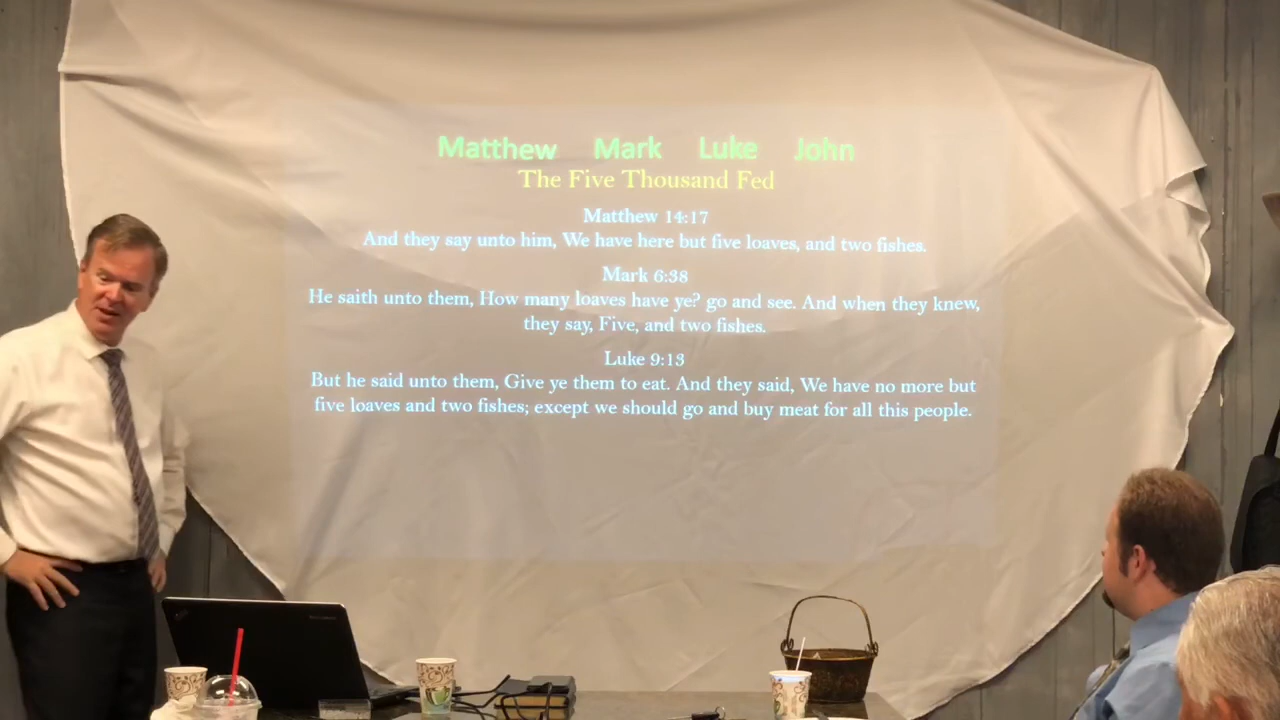 Matthew Mark Luke John
The Five Thousand Fed
Matthew 14:17
And they say unto him, We have here but five loaves, and two fishes.
Mark 6:38
He saith unto them, How many loaves have ye? go and see. And when they knew,
they say, Five, and two fishes.
Luke 9:13
But he said unto them, Give ye them to eat. And they said, We have no more but
five loaves and two fishes; except we should go and buy meat for all this people.